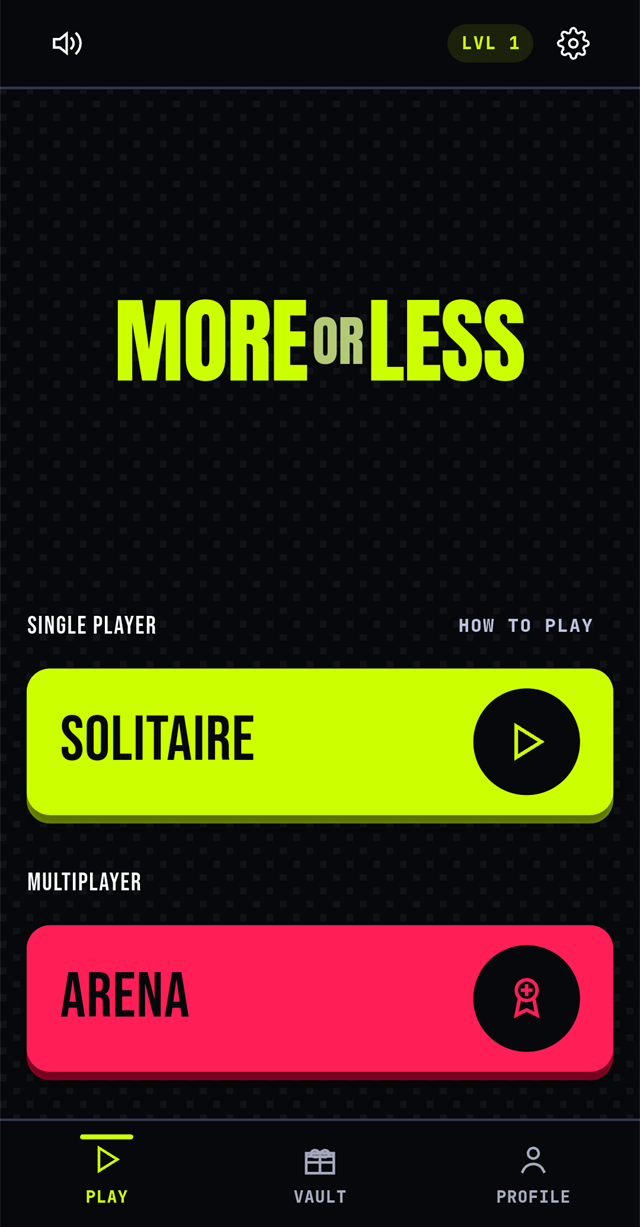 LVL 1
MORE OR LESS
SINGLE PLAYER
HOW TO PLAY
SOLITAIRE
MULTIPLAYER
ARENA
PLAY
VAULT
PROFILE